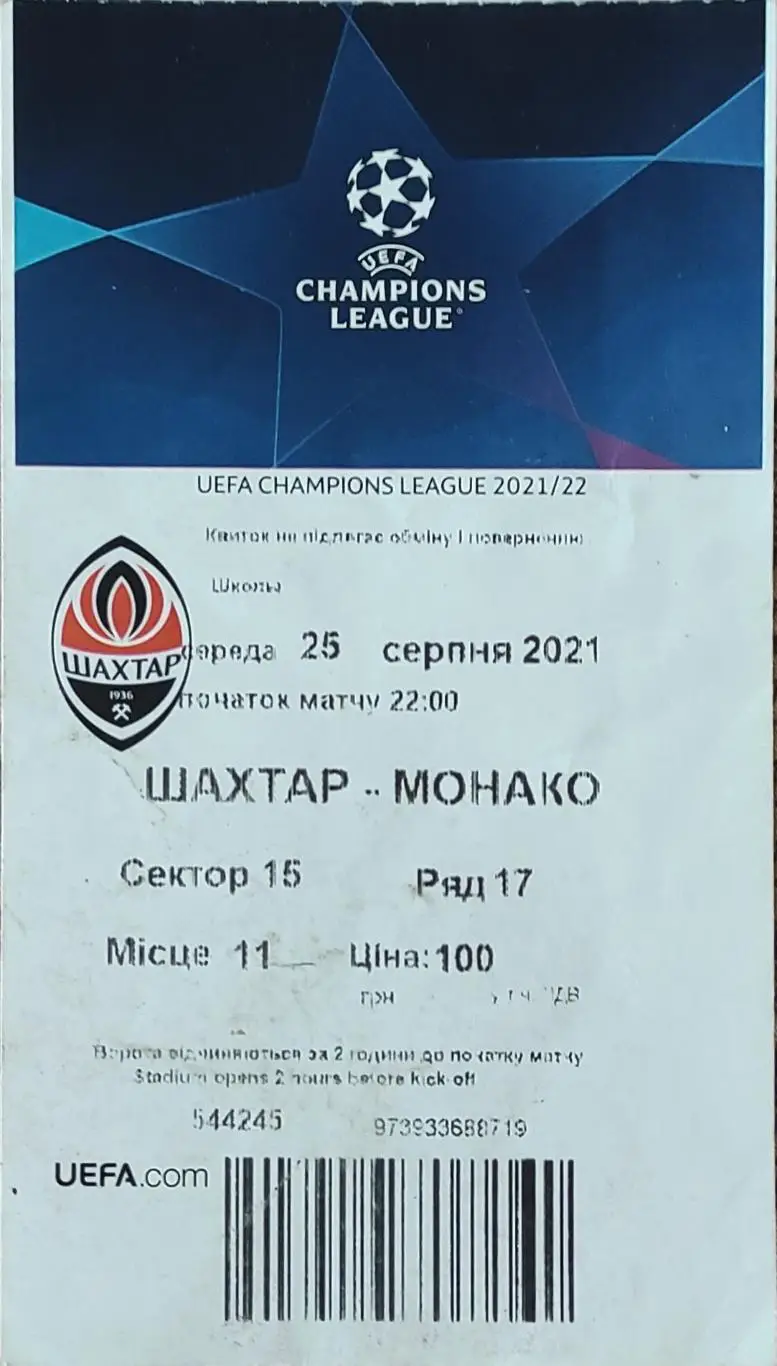 UEFA
CHAMPIONS
LEAGUE
UEFA CHAMPIONS LEAGUE 2021/22
Квиток не підлягає обміну і поверненню
ШАХТАР
1936
середа 25 серпня 2021
початок матчу 22:00
ШАХТАР - МОНАКО
Сектор 15 Ряд 17
Місце 11 Ціна: 100
грн ПДВ
Ворота відчиняються за 2 години до початку матчу
Stadium opens 2 hours before kick-off
544245 973933688719
UEFA.com